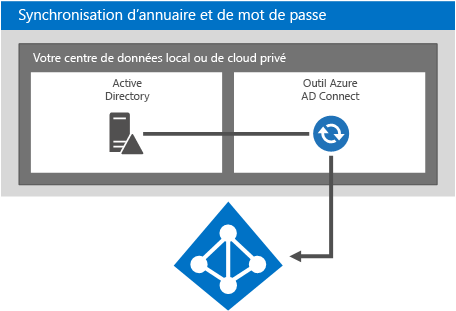 Synchronisation d'annuaire et de mot de passe
Votre centre de données local ou de cloud privé
Active
Directory
Outil Azure
AD Connect